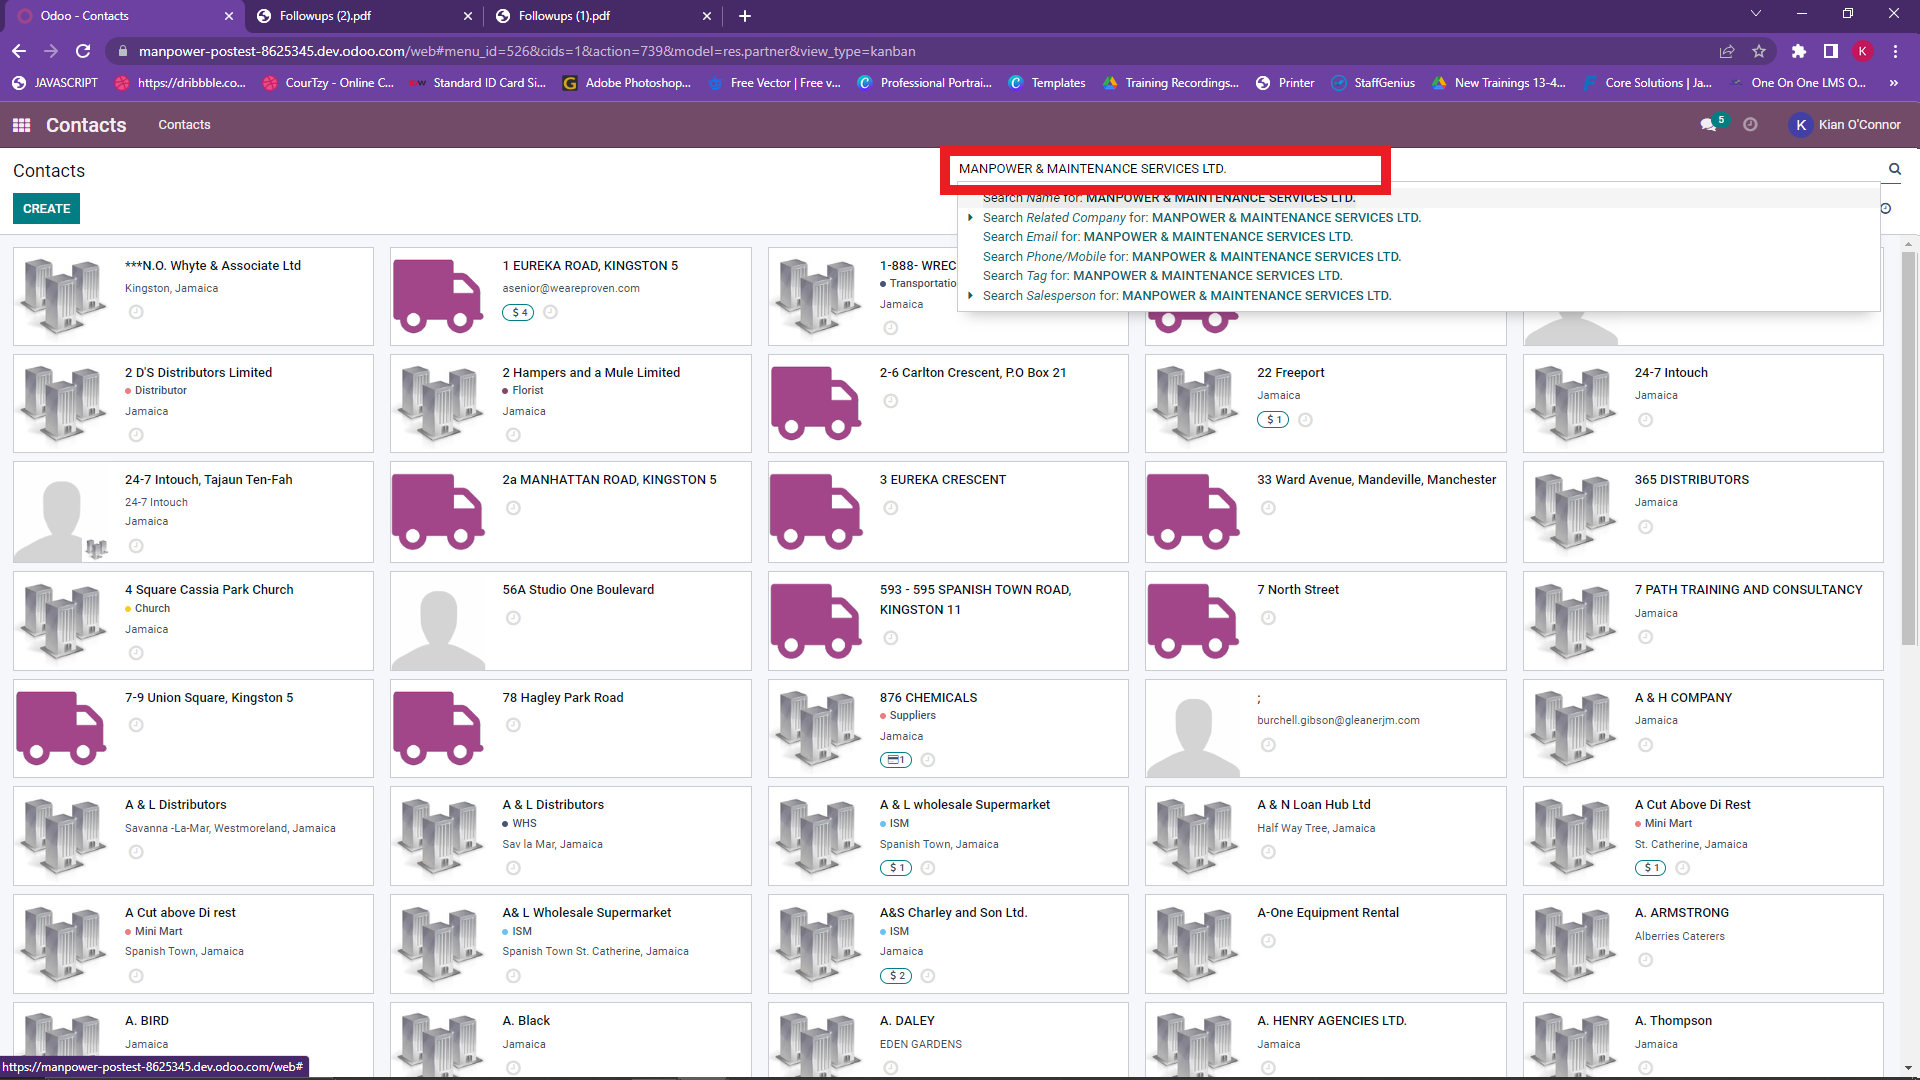 Odoo - Contacts
Followups (2).pdf
Followups (1).pdf
manpower-postest-8625345.dev.odoo.com/web#menu_id=526&cids=1&action=739&model=res.partner&view_type=kanban
K
JAVASCRIPT
https://dribbble.co...
CourTzy - Online C...
Standard ID Card Si...
Adobe Photoshop...
Free Vector | Free v...
Professional Portrai...
Templates
Training Recordings...
Printer
StaffGenius
New Trainings 13-4...
Core Solutions | Ja...
One On One LMS O...
»
Contacts
Contacts
5
K
Kian O'Connor
Contacts
MANPOWER & MAINTENANCE SERVICES LTD.
CREATE
Search Name for: MANPOWER & MAINTENANCE SERVICES LTD.
Search Related Company for: MANPOWER & MAINTENANCE SERVICES LTD.
Search Email for: MANPOWER & MAINTENANCE SERVICES LTD.
Search Phone/Mobile for: MANPOWER & MAINTENANCE SERVICES LTD.
Search Tag for: MANPOWER & MAINTENANCE SERVICES LTD.
Search Salesperson for: MANPOWER & MAINTENANCE SERVICES LTD.
***N.O. Whyte & Associate Ltd
Kingston, Jamaica
1 EUREKA ROAD, KINGSTON 5
asenior@weareproven.com
$ 4
1-888- WREC
Transportatio
Jamaica
2 D'S Distributors Limited
Distributor
Jamaica
2 Hampers and a Mule Limited
Florist
Jamaica
2-6 Carlton Crescent, P.O Box 21
22 Freeport
Jamaica
$ 1
24-7 Intouch
Jamaica
24-7 Intouch, Tajaun Ten-Fah
24-7 Intouch
Jamaica
2a MANHATTAN ROAD, KINGSTON 5
3 EUREKA CRESCENT
33 Ward Avenue, Mandeville, Manchester
365 DISTRIBUTORS
Jamaica
4 Square Cassia Park Church
Church
Jamaica
56A Studio One Boulevard
593 - 595 SPANISH TOWN ROAD,
KINGSTON 11
7 North Street
7 PATH TRAINING AND CONSULTANCY
Jamaica
7-9 Union Square, Kingston 5
78 Hagley Park Road
876 CHEMICALS
Suppliers
Jamaica
1
;
burchell.gibson@gleanerjm.com
A & H COMPANY
Jamaica
A & L Distributors
Savanna -La-Mar, Westmoreland, Jamaica
A & L Distributors
WHS
Sav la Mar, Jamaica
A & L wholesale Supermarket
ISM
Spanish Town, Jamaica
$ 1
A & N Loan Hub Ltd
Half Way Tree, Jamaica
A Cut Above Di Rest
Mini Mart
St. Catherine, Jamaica
$ 1
A Cut above Di rest
Mini Mart
Spanish Town, Jamaica
A& L Wholesale Supermarket
ISM
Spanish Town St. Catherine, Jamaica
A&S Charley and Son Ltd.
ISM
Jamaica
$ 2
A-One Equipment Rental
A. ARMSTRONG
Alberries Caterers
A. BIRD
Jamaica
A. Black
Jamaica
A. DALEY
EDEN GARDENS
A. HENRY AGENCIES LTD.
Jamaica
A. Thompson
Jamaica
https://manpower-postest-8625345.dev.odoo.com/web#